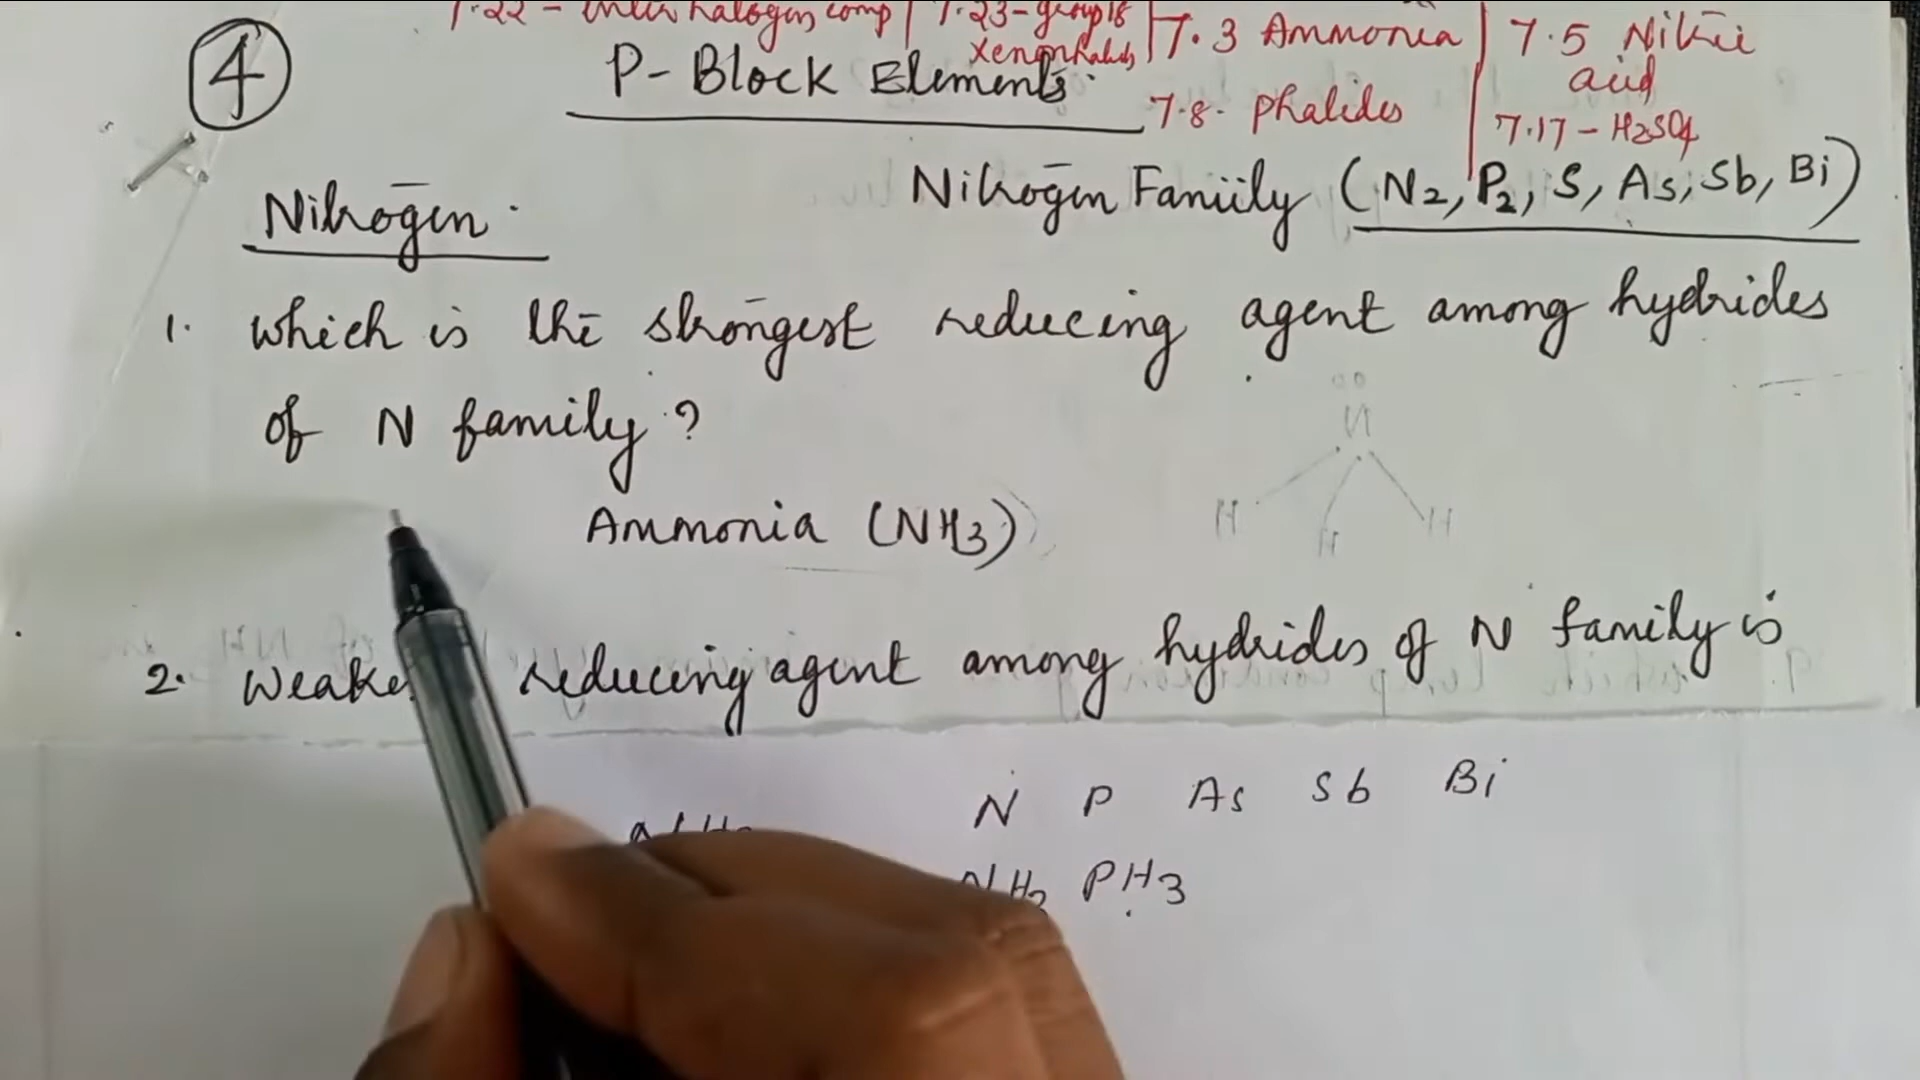 7.22 - Inter halogen comp | 7.23 - group 18 xenonhalides | 7.3 Ammonia | 7.5 Nitric acid
4
P-Block Elements.
7.8. Phalides
7.17 - H2SO4
Nitrogen.
Nitrogen Family (N2, P2, S, As, Sb, Bi)
1. Which is the strongest reducing agent among hydrides
of N family?
Ammonia (NH3)
2. reducing agent among hydrides of N family is
N P As Sb Bi
NH3 PH3